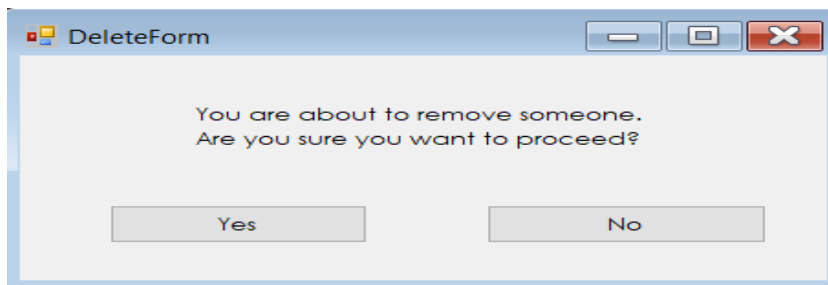 DeleteForm
You are about to remove someone.
Are you sure you want to proceed?
Yes
No